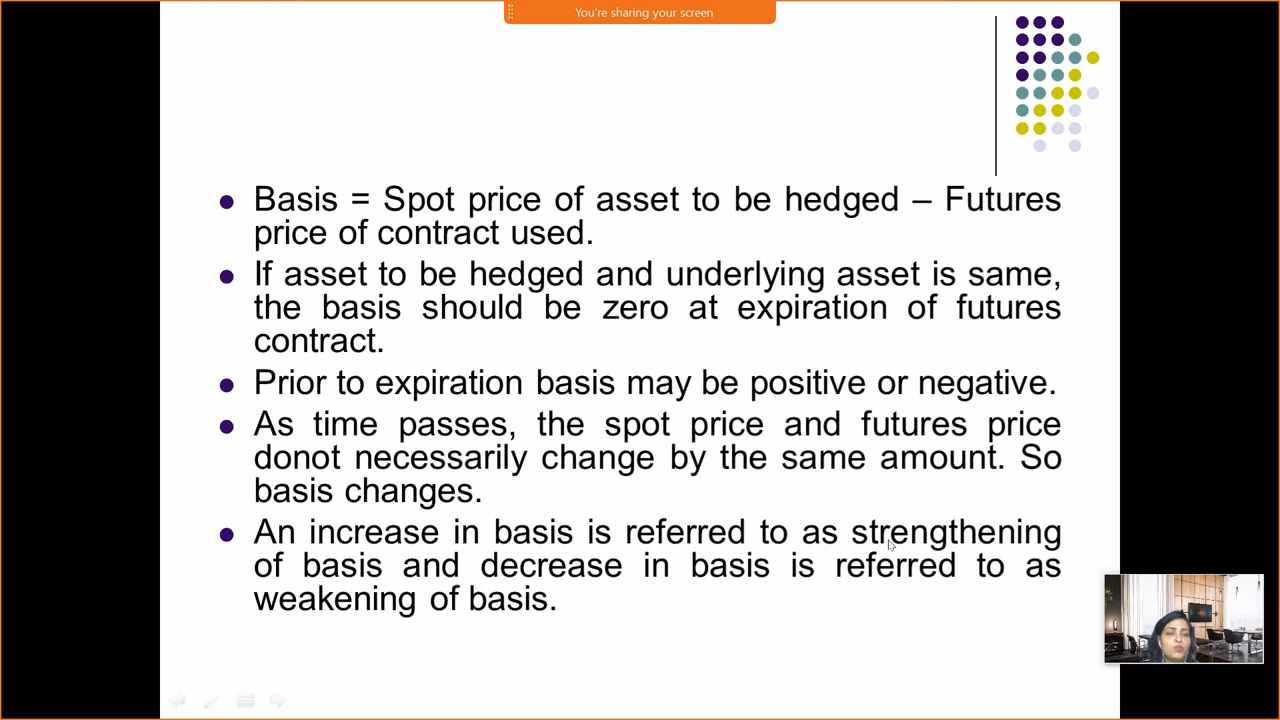 You're sharing your screen
Basis = Spot price of asset to be hedged – Futures
price of contract used.
If asset to be hedged and underlying asset is same,
the basis should be zero at expiration of futures
contract.
Prior to expiration basis may be positive or negative.
As time passes, the spot price and futures price
donot necessarily change by the same amount. So
basis changes.
An increase in basis is referred to as strengthening
of basis and decrease in basis is referred to as
weakening of basis.